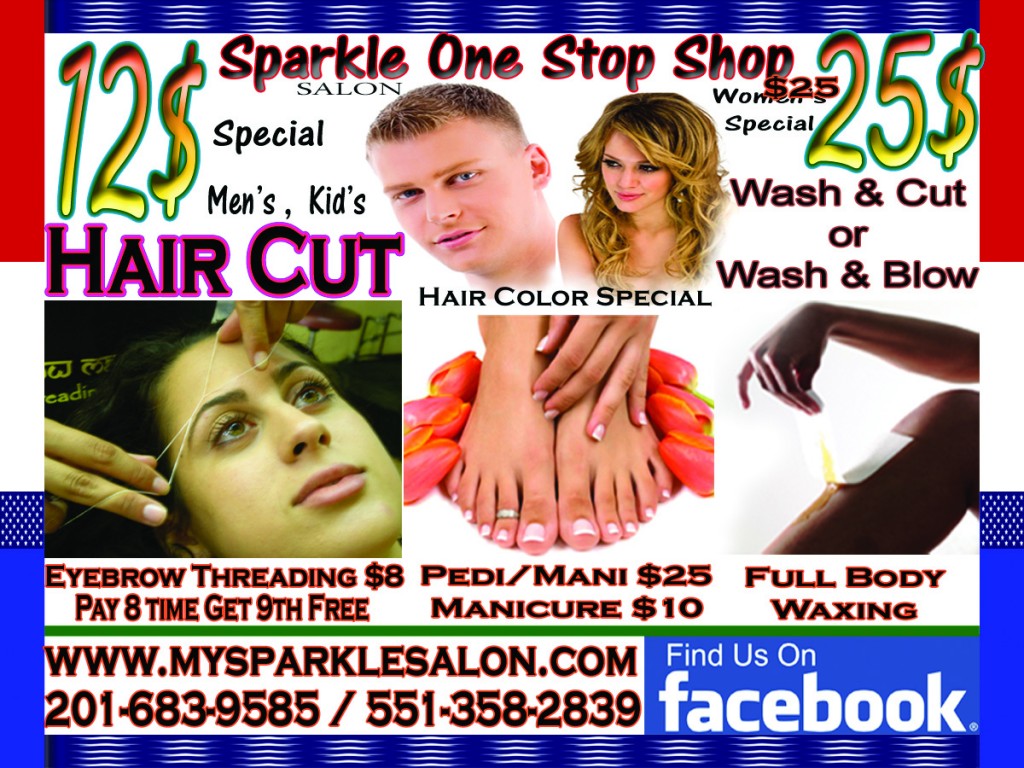 Sparkle One Stop Shop
SALON
12$
Special
Men's , Kid's
HAIR CUT
$25
Women's
Special
25$
Wash & Cut
or
Wash & Blow
HAIR COLOR SPECIAL
EYEBROW THREADING $8
PAY 8 TIME GET 9TH FREE
PEDI/MANI $25
MANICURE $10
FULL BODY
WAXING
WWW.MYSPARKLESALON.COM
201-683-9585 / 551-358-2839
Find Us On
facebook®